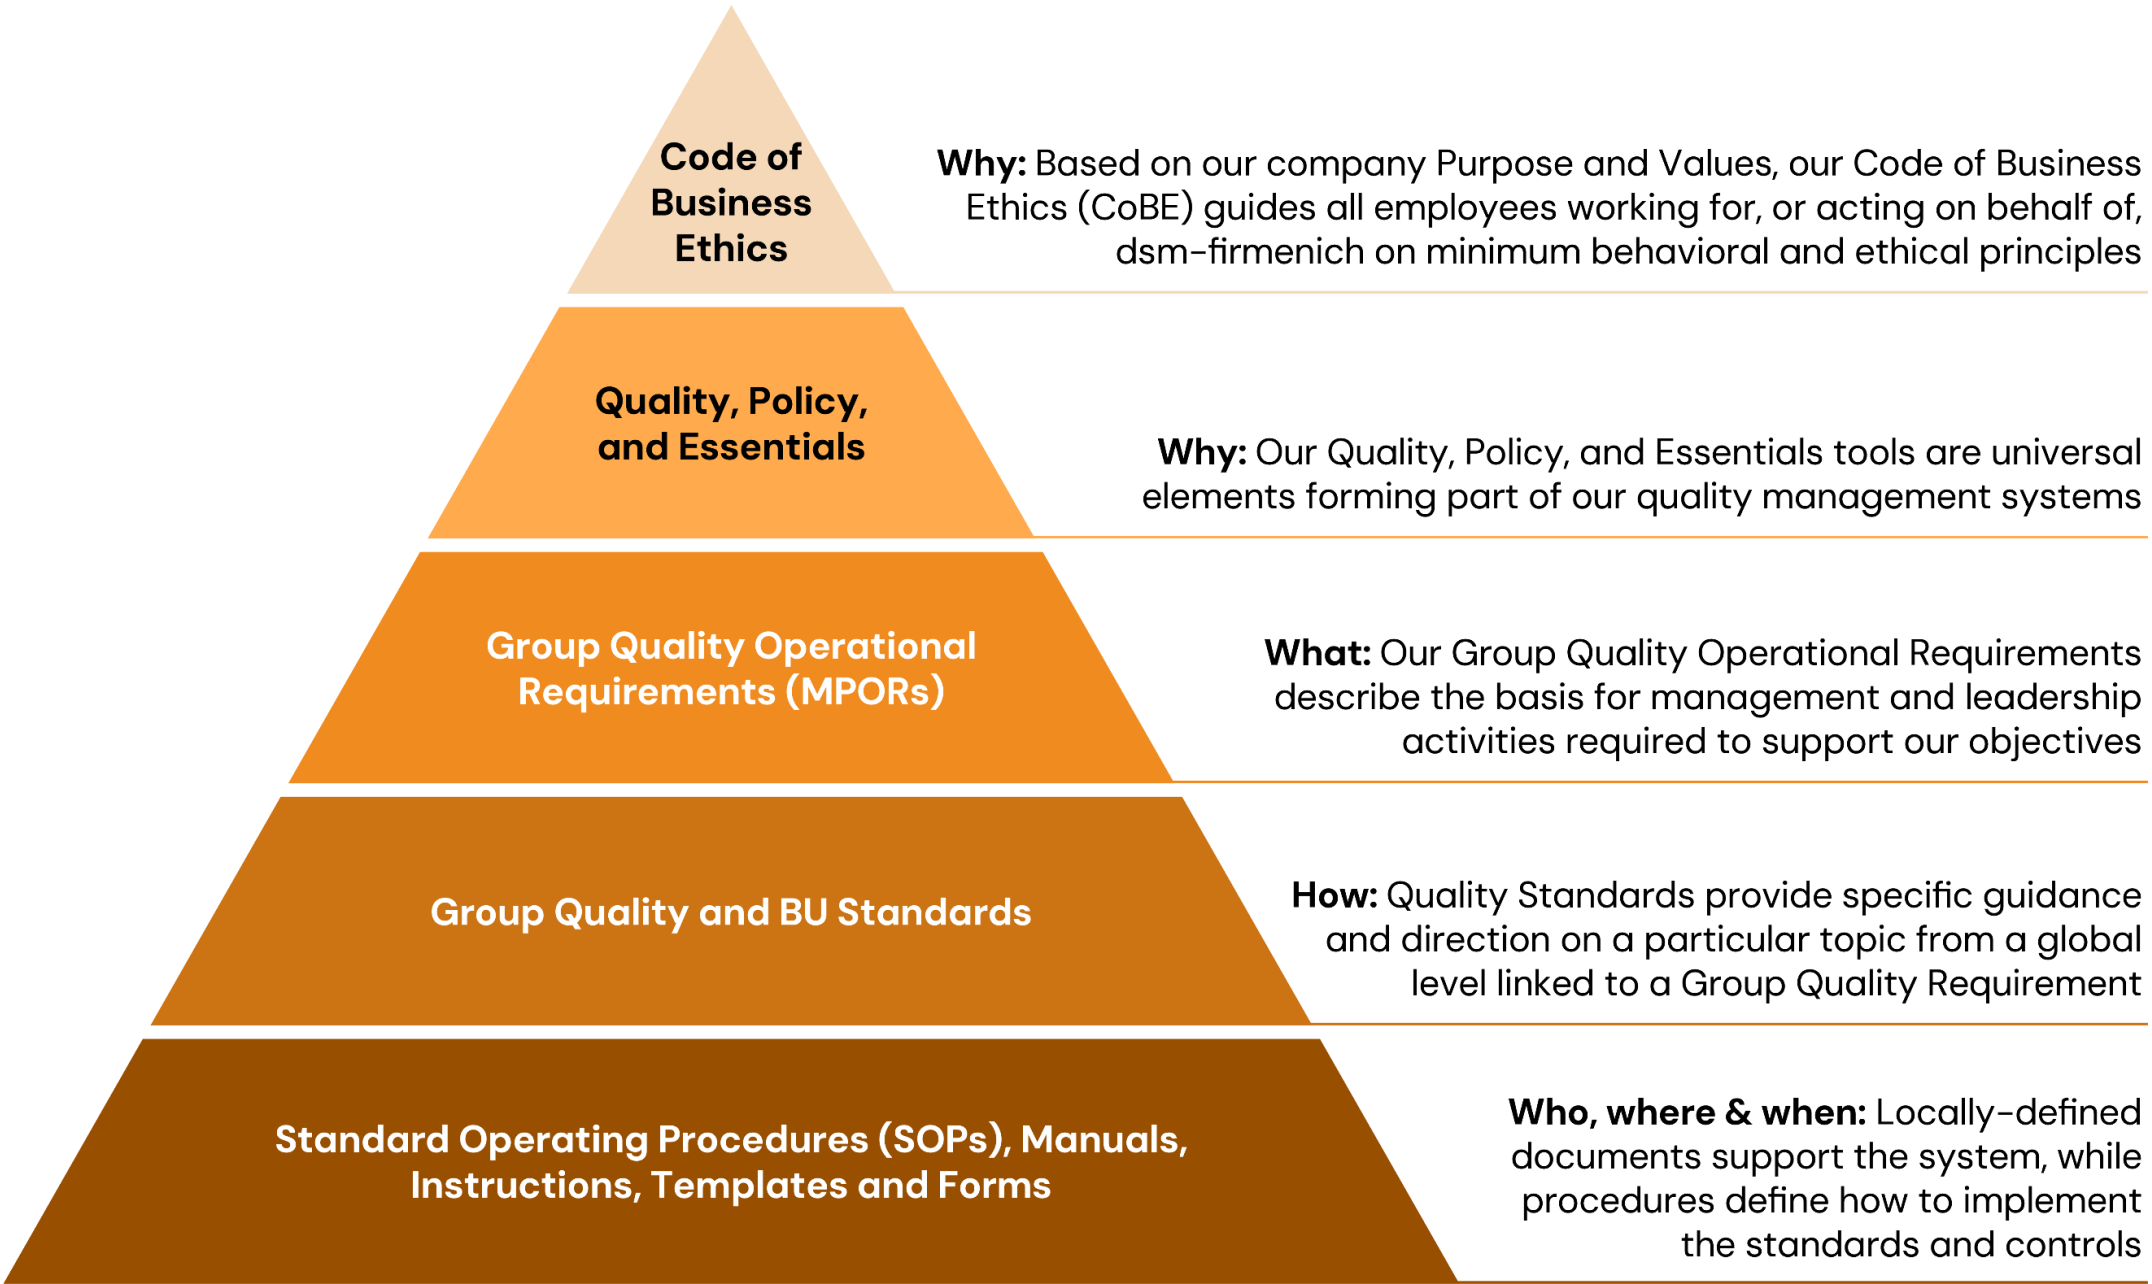 Code of
Business
Ethics
Why: Based on our company Purpose and Values, our Code of Business
Ethics (CoBE) guides all employees working for, or acting on behalf of,
dsm-firmenich on minimum behavioral and ethical principles
Quality, Policy,
and Essentials
Why: Our Quality, Policy, and Essentials tools are universal
elements forming part of our quality management systems
Group Quality Operational
Requirements (MPORs)
What: Our Group Quality Operational Requirements
describe the basis for management and leadership
activities required to support our objectives
Group Quality and BU Standards
How: Quality Standards provide specific guidance
and direction on a particular topic from a global
level linked to a Group Quality Requirement
Standard Operating Procedures (SOPs), Manuals,
Instructions, Templates and Forms
Who, where & when: Locally-defined
documents support the system, while
procedures define how to implement
the standards and controls